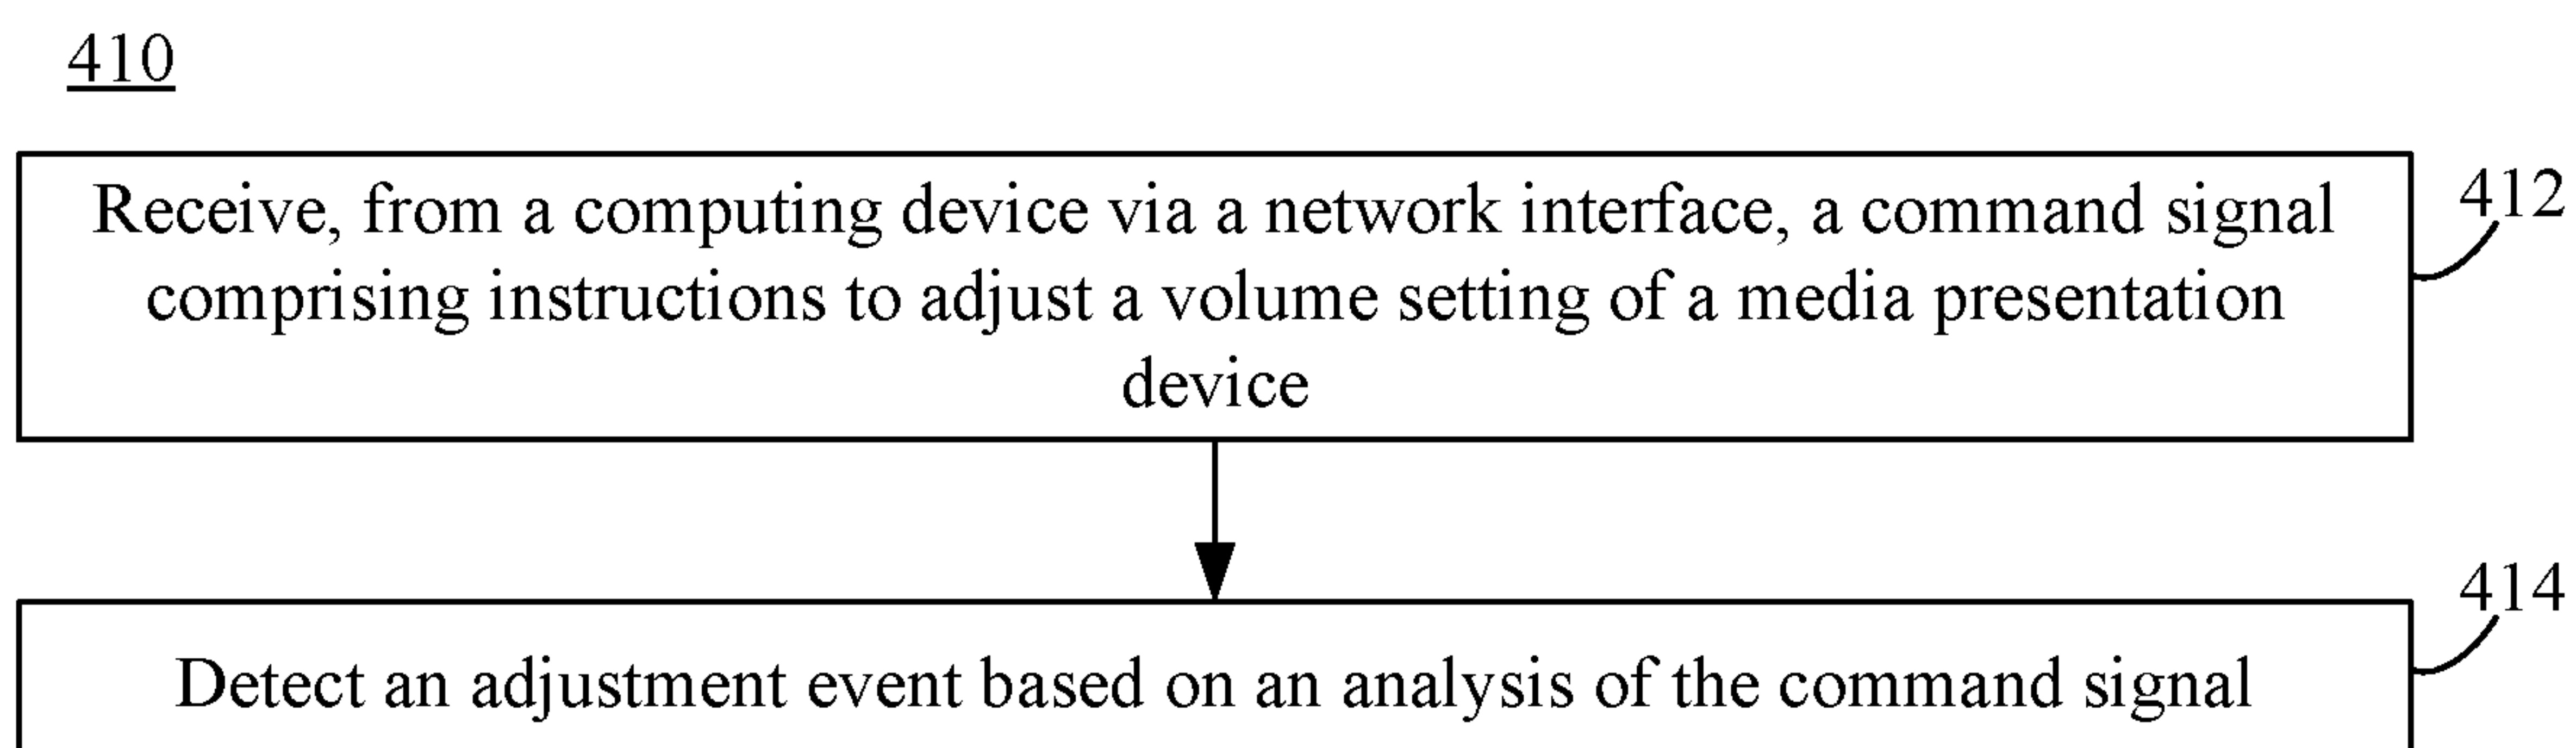 410
Receive, from a computing device via a network interface, a command signal
412
comprising instructions to adjust a volume setting of a media presentation
device
414
Detect an adjustment event based on an analysis of the command signal